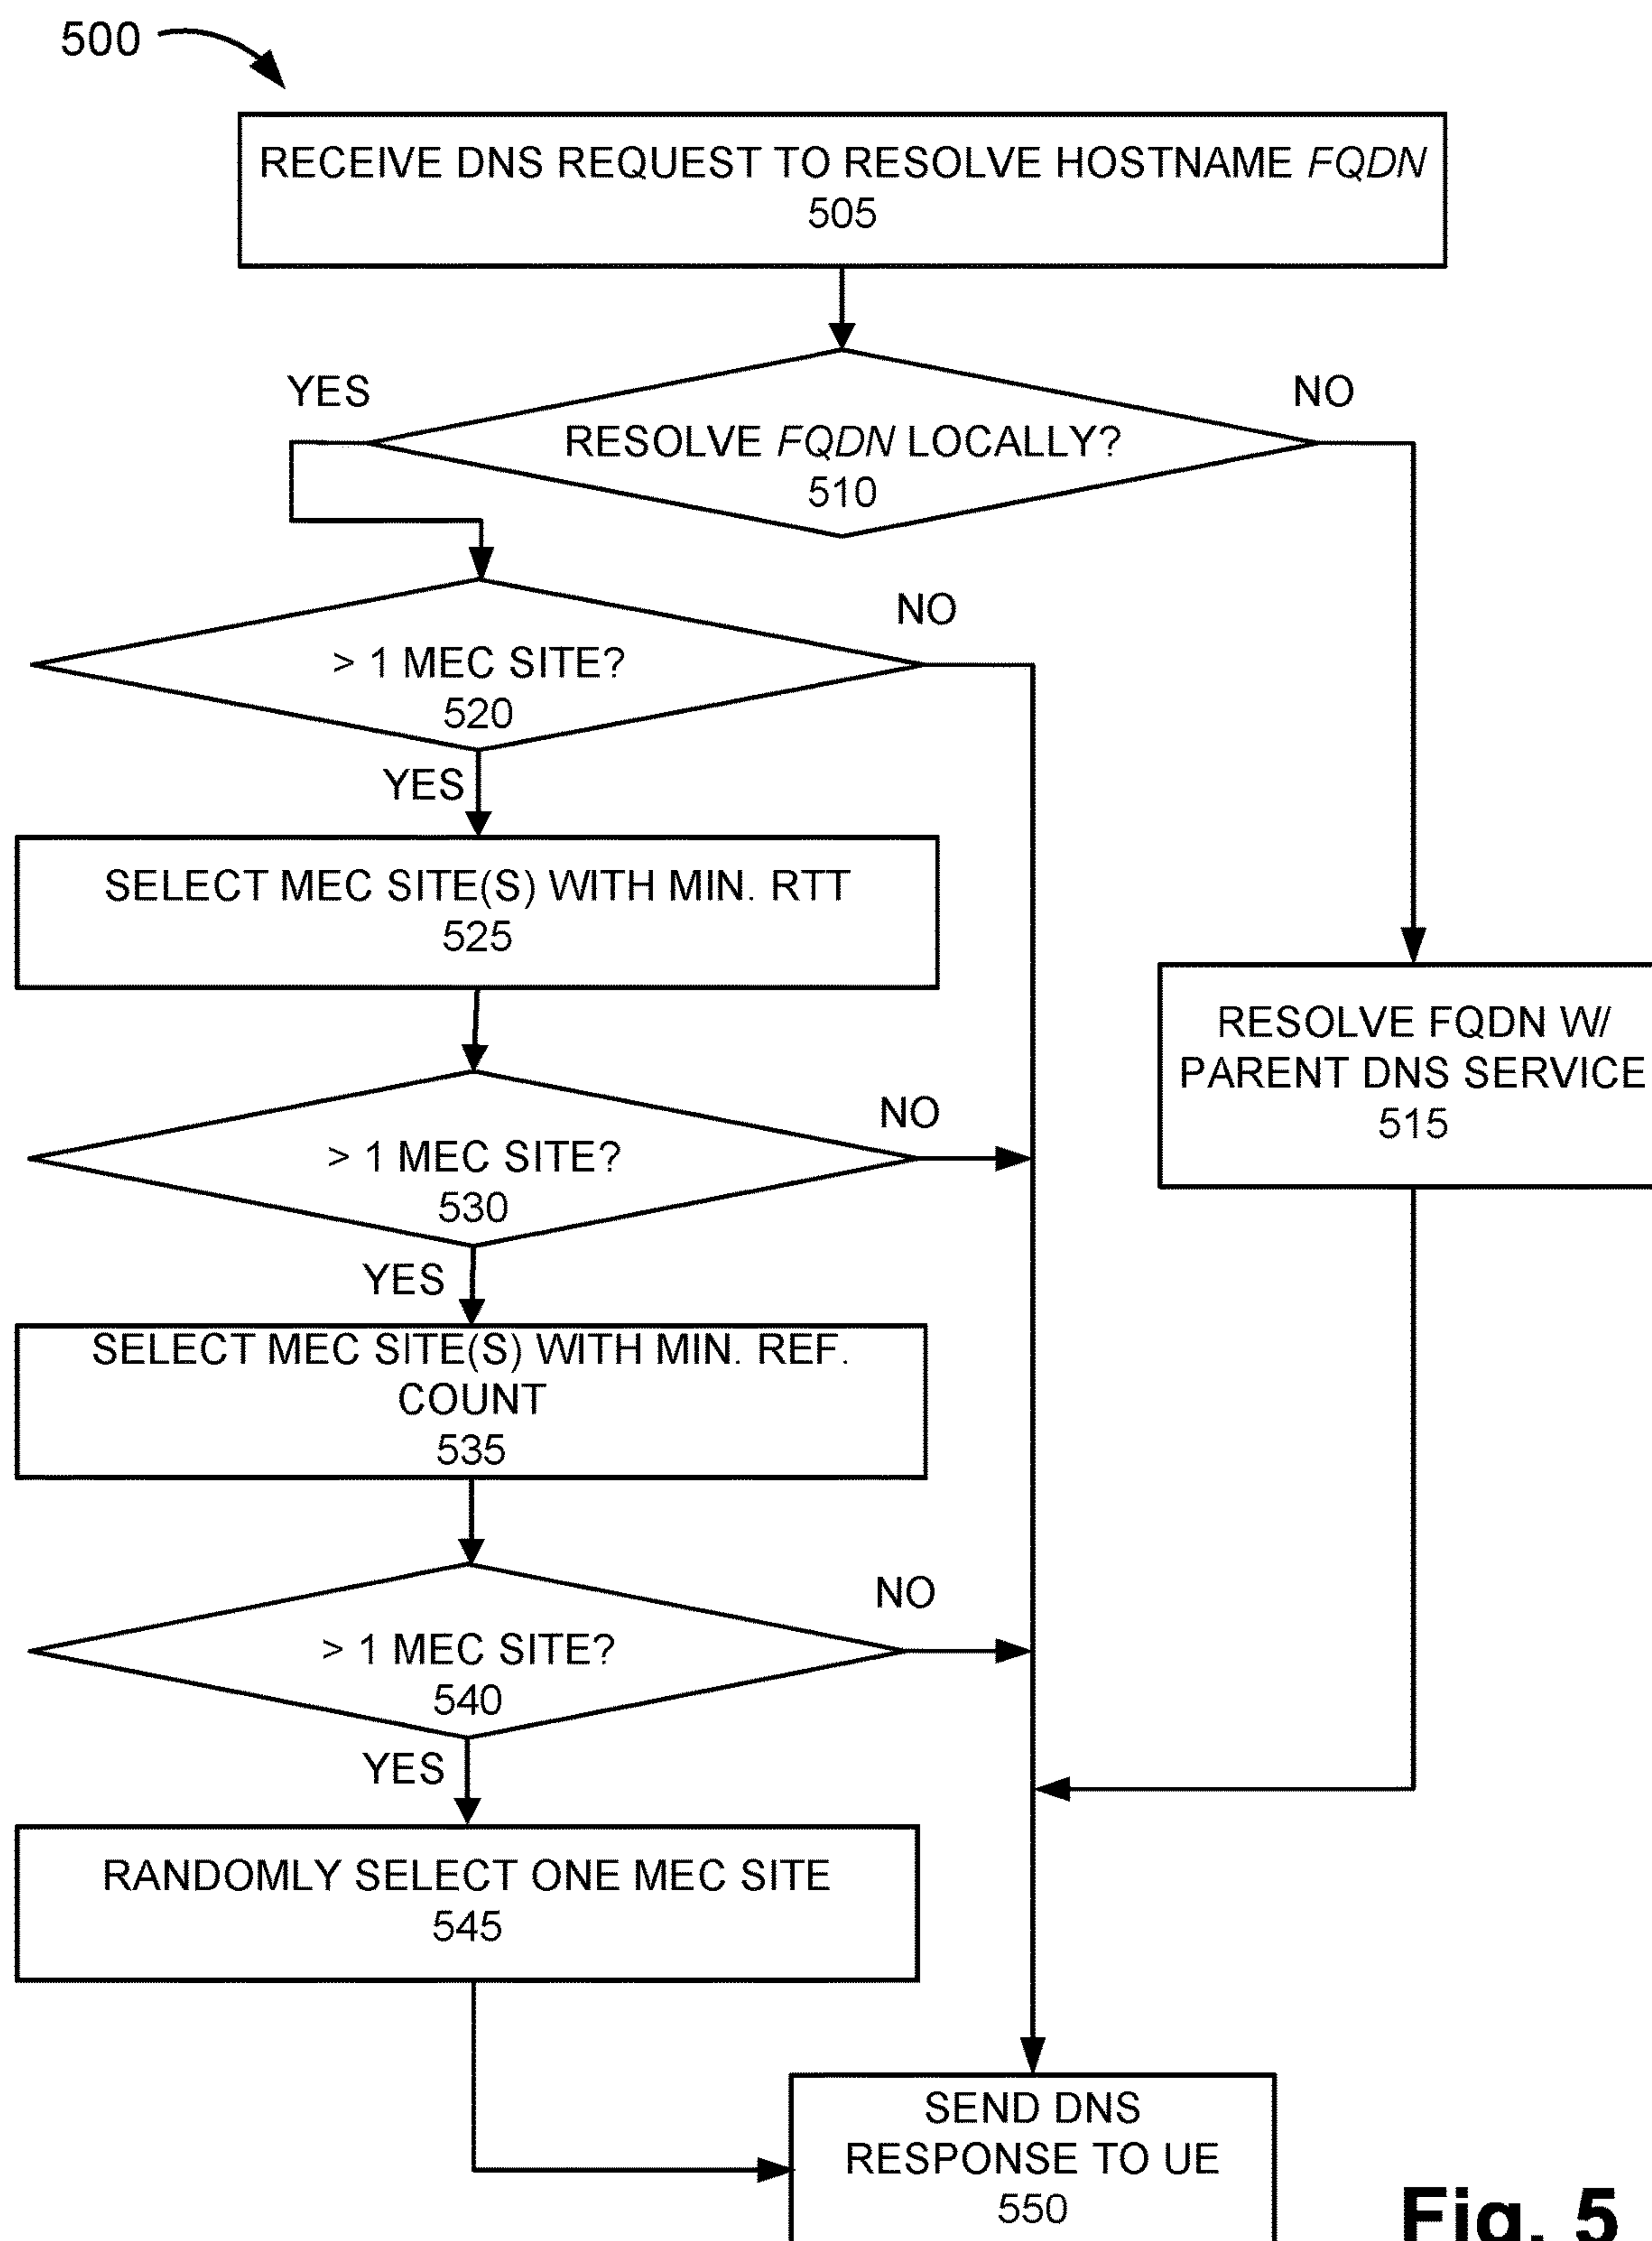 500
RECEIVE DNS REQUEST TO RESOLVE HOSTNAME FQDN
505
YES
NO
RESOLVE FQDN LOCALLY?
510
NO
> 1 MEC SITE?
520
YES
SELECT MEC SITE(S) WITH MIN. RTT
525
RESOLVE FQDN W/
PARENT DNS SERVICE
515
NO
> 1 MEC SITE?
530
YES
SELECT MEC SITE(S) WITH MIN. REF.
COUNT
535
NO
> 1 MEC SITE?
540
YES
RANDOMLY SELECT ONE MEC SITE
545
SEND DNS
RESPONSE TO UE
550
Fig. 5